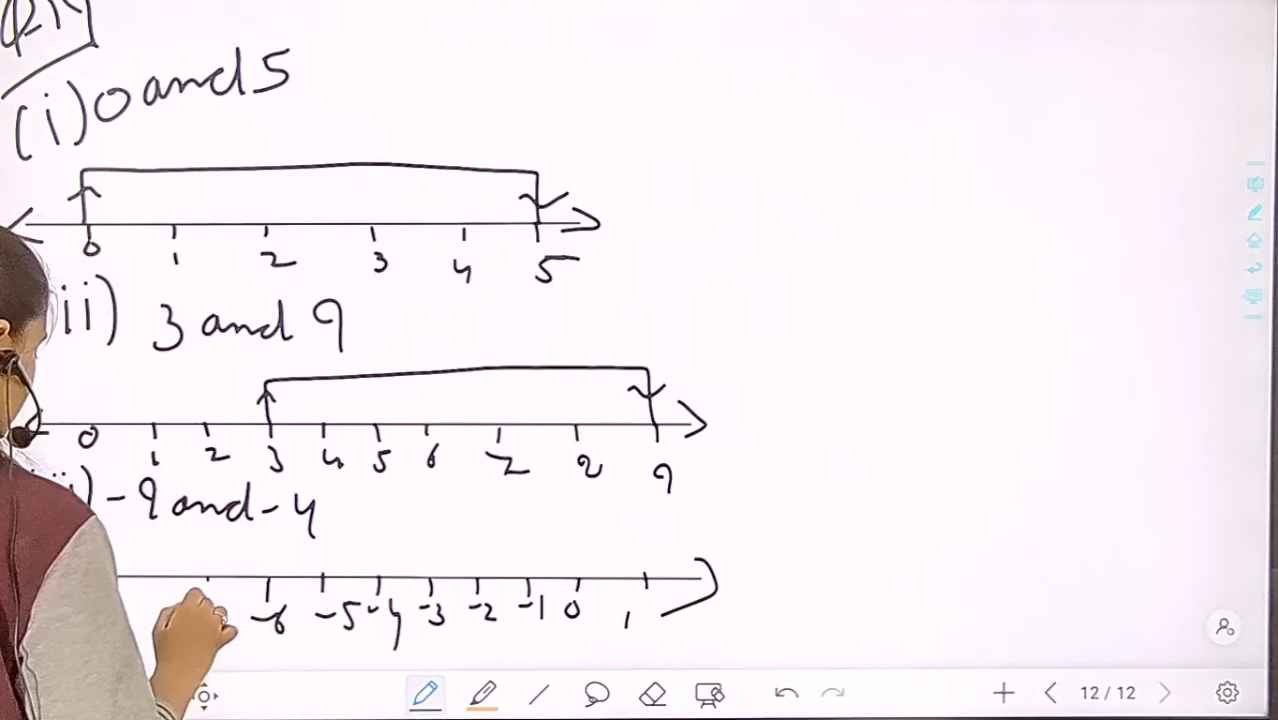 (i) 0 and 5
0 1 2 3 4 5
ii) 3 and 9
0 1 2 3 4 5 6 7 8 9
) -9 and -4
-6 -5 -4 -3 -2 -1 0 1
12 / 12